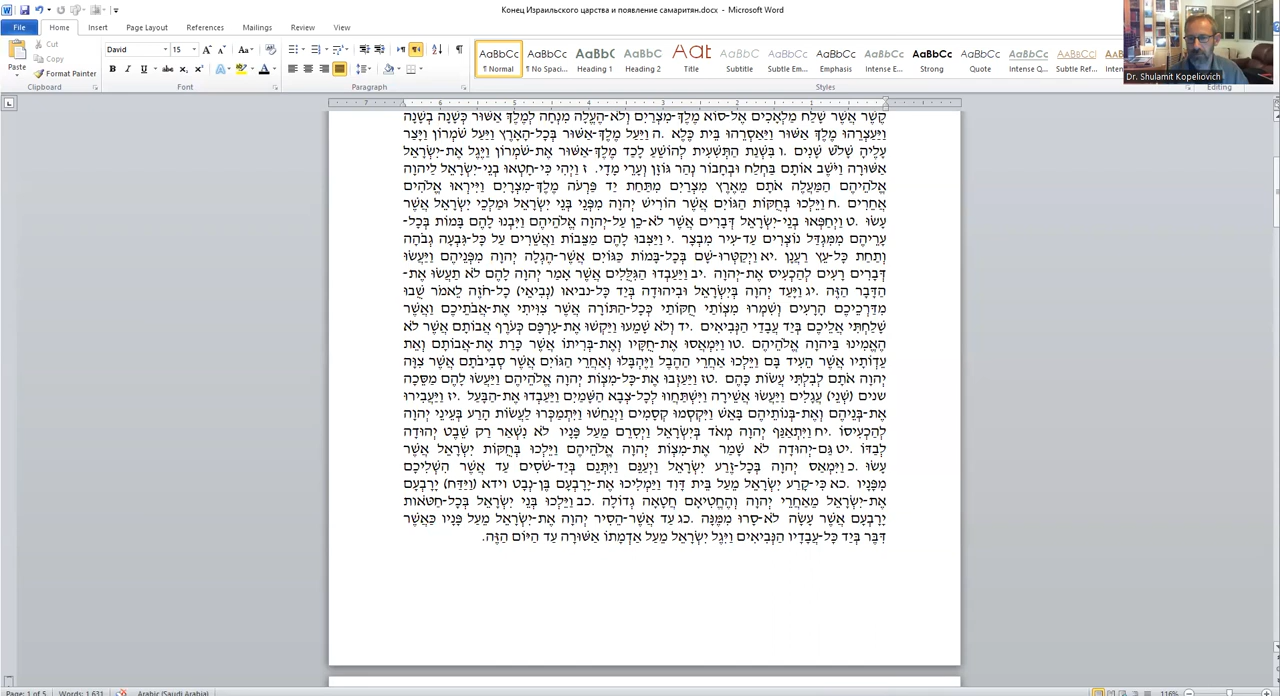 Конец Израильского царства и появление самаритян.docx - Microsoft Word
File Home Insert Page Layout References Mailings Review View
Cut
Copy
Format Painter
Paste
Clipboard
David 15
Font
Paragraph
AaBbCc AaBbCc AaBbC AaBbCc Aat AaBbCc AaBbCc AaBbCc AaBbCc AaBbCc AaBbCc AaBbCc AaBbCcl
¶ Normal ¶ No Spaci... Heading 1 Heading 2 Title Subtitle Subtle Em... Emphasis Intense E... Strong Quote Intense Q... Subtle Ref...
Styles
Editing
Dr. Shulamit Kopeliovich
קֶשֶׁר אֲשֶׁר שָׁלַח מַלְאָכִים אֶל-סוֹא מֶלֶךְ-מִצְרַיִם וְלֹא-הֶעֱלָה מִנְחָה לְמֶלֶךְ אַשּׁוּר כְּשָׁנָה בְשָׁנָה
וַיַּעַצְרֵהוּ מֶלֶךְ אַשּׁוּר וַיַּאַסְרֵהוּ בֵּית כֶּלֶא. ה וַיַּעַל מֶלֶךְ-אַשּׁוּר בְּכָל-הָאָרֶץ וַיַּעַל שֹׁמְרוֹן וַיָּצַר
עָלֶיהָ שָׁלֹשׁ שָׁנִים. ו בִּשְׁנַת הַתְּשִׁעִית לְהוֹשֵׁעַ לָכַד מֶלֶךְ-אַשּׁוּר אֶת-שֹׁמְרוֹן וַיֶּגֶל אֶת-יִשְׂרָאֵל
אַשּׁוּרָה וַיֹּשֶׁב אוֹתָם בַּחְלַח וּבְחָבוֹר נְהַר גּוֹזָן וְעָרֵי מָדָי. ז וַיְהִי כִּי-חָטְאוּ בְנֵי-יִשְׂרָאֵל לַיהוָה
אֱלֹהֵיהֶם הַמַּעֲלֶה אֹתָם מֵאֶרֶץ מִצְרַיִם מִתַּחַת יַד פַּרְעֹה מֶלֶךְ-מִצְרָיִם וַיִּירְאוּ אֱלֹהִים
אֲחֵרִים. ח וַיֵּלְכוּ בְּחֻקּוֹת הַגּוֹיִם אֲשֶׁר הוֹרִישׁ יְהוָה מִפְּנֵי בְּנֵי יִשְׂרָאֵל וּמַלְכֵי יִשְׂרָאֵל אֲשֶׁר
עָשׂוּ. ט וַיְחַפְּאוּ בְנֵי-יִשְׂרָאֵל דְּבָרִים אֲשֶׁר לֹא-כֵן עַל-יְהוָה אֱלֹהֵיהֶם וַיִּבְנוּ לָהֶם בָּמוֹת בְּכָל-
עָרֵיהֶם מִמִּגְדַּל נוֹצְרִים עַד-עִיר מִבְצָר. י וַיַּצִּבוּ לָהֶם מַצֵּבוֹת וַאֲשֵׁרִים עַל כָּל-גִּבְעָה גְבֹהָה
וְתַחַת כָּל-עֵץ רַעֲנָן. יא וַיְקַטְּרוּ-שָׁם בְּכָל-בָּמוֹת כַּגּוֹיִם אֲשֶׁר-הֶגְלָה יְהוָה מִפְּנֵיהֶם וַיַּעֲשׂוּ
דְּבָרִים רָעִים לְהַכְעִיס אֶת-יְהוָה. יב וַיַּעַבְדוּ הַגִּלֻּלִים אֲשֶׁר אָמַר יְהוָה לָהֶם לֹא תַעֲשׂוּ אֶת-
הַדָּבָר הַזֶּה. יג וַיָּעַד יְהוָה בְּיִשְׂרָאֵל וּבִיהוּדָה בְּיַד כָּל-נביאו (נְבִיאֵי) כָל-חֹזֶה לֵאמֹר שֻׁבוּ
מִדַּרְכֵיכֶם הָרָעִים וְשִׁמְרוּ מִצְוֹתַי חֻקּוֹתַי כְּכָל-הַתּוֹרָה אֲשֶׁר צִוִּיתִי אֶת-אֲבֹתֵיכֶם וַאֲשֶׁר
שָׁלַחְתִּי אֲלֵיכֶם בְּיַד עֲבָדַי הַנְּבִיאִים. יד וְלֹא שָׁמֵעוּ וַיַּקְשׁוּ אֶת-עָרְפָּם כְּעֹרֶף אֲבוֹתָם אֲשֶׁר לֹא
הֶאֱמִינוּ בַּיהוָה אֱלֹהֵיהֶם. טו וַיִּמְאֲסוּ אֶת-חֻקָּיו וְאֶת-בְּרִיתוֹ אֲשֶׁר כָּרַת אֶת-אֲבוֹתָם וְאֵת
עֵדְוֹתָיו אֲשֶׁר הֵעִיד בָּם וַיֵּלְכוּ אַחֲרֵי הַהֶבֶל וַיֶּהְבָּלוּ וְאַחֲרֵי הַגּוֹיִם אֲשֶׁר סְבִיבֹתָם אֲשֶׁר צִוָּה
יְהוָה אֹתָם לְבִלְתִּי עֲשׂוֹת כָּהֶם. טז וַיַּעַזְבוּ אֶת-כָּל-מִצְוֹת יְהוָה אֱלֹהֵיהֶם וַיַּעֲשׂוּ לָהֶם מַסֵּכָה
שנים (שְׁנֵי) עֲגָלִים וַיַּעֲשׂוּ אֲשֵׁירָה וַיִּשְׁתַּחֲווּ לְכָל-צְבָא הַשָּׁמַיִם וַיַּעַבְדוּ אֶת-הַבָּעַל. יז וַיַּעֲבִירוּ
אֶת-בְּנֵיהֶם וְאֶת-בְּנוֹתֵיהֶם בָּאֵשׁ וַיִּקְסְמוּ קְסָמִים וַיְנַחֵשׁוּ וַיִּתְמַכְּרוּ לַעֲשׂוֹת הָרַע בְּעֵינֵי יְהוָה
לְהַכְעִיסוֹ. יח וַיִּתְאַנַּף יְהוָה מְאֹד בְּיִשְׂרָאֵל וַיְסִרֵם מֵעַל פָּנָיו לֹא נִשְׁאַר רַק שֵׁבֶט יְהוּדָה
לְבַדּוֹ. יט גַּם-יְהוּדָה לֹא שָׁמַר אֶת-מִצְוֹת יְהוָה אֱלֹהֵיהֶם וַיֵּלְכוּ בְּחֻקּוֹת יִשְׂרָאֵל אֲשֶׁר
עָשׂוּ. כ וַיִּמְאַס יְהוָה בְּכָל-זֶרַע יִשְׂרָאֵל וַיְעַנֵּם וַיִּתְּנֵם בְּיַד-שֹׁסִים עַד אֲשֶׁר הִשְׁלִיכָם
מִפָּנָיו. כא כִּי-קָרַע יִשְׂרָאֵל מֵעַל בֵּית דָּוִד וַיַּמְלִיכוּ אֶת-יָרָבְעָם בֶּן-נְבָט וידא (וַיַּדַּח) יָרָבְעָם
אֶת-יִשְׂרָאֵל מֵאַחֲרֵי יְהוָה וְהֶחֱטִיאָם חֲטָאָה גְדוֹלָה. כב וַיֵּלְכוּ בְּנֵי יִשְׂרָאֵל בְּכָל-חַטֹּאות
יָרָבְעָם אֲשֶׁר עָשָׂה לֹא-סָרוּ מִמֶּנָּה. כג עַד אֲשֶׁר-הֵסִיר יְהוָה אֶת-יִשְׂרָאֵל מֵעַל פָּנָיו כַּאֲשֶׁר
דִּבֶּר בְּיַד כָּל-עֲבָדָיו הַנְּבִיאִים וַיִּגֶל יִשְׂרָאֵל מֵעַל אַדְמָתוֹ אַשּׁוּרָה עַד הַיּוֹם הַזֶּה.
Page: 1 of 5 Words: 1,631 Arabic (Saudi Arabia) 116%